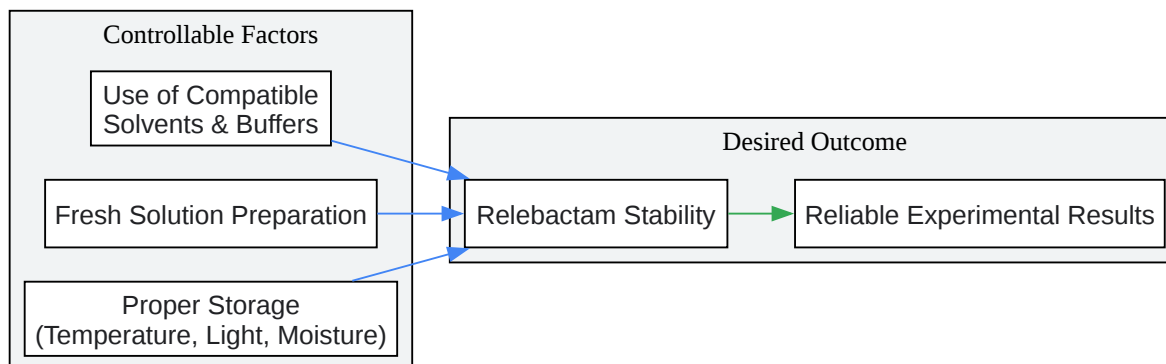 Controllable Factors
Use of Compatible
Solvents & Buffers
Fresh Solution Preparation
Proper Storage
(Temperature, Light, Moisture)
Desired Outcome
Relebactam Stability
Reliable Experimental Results